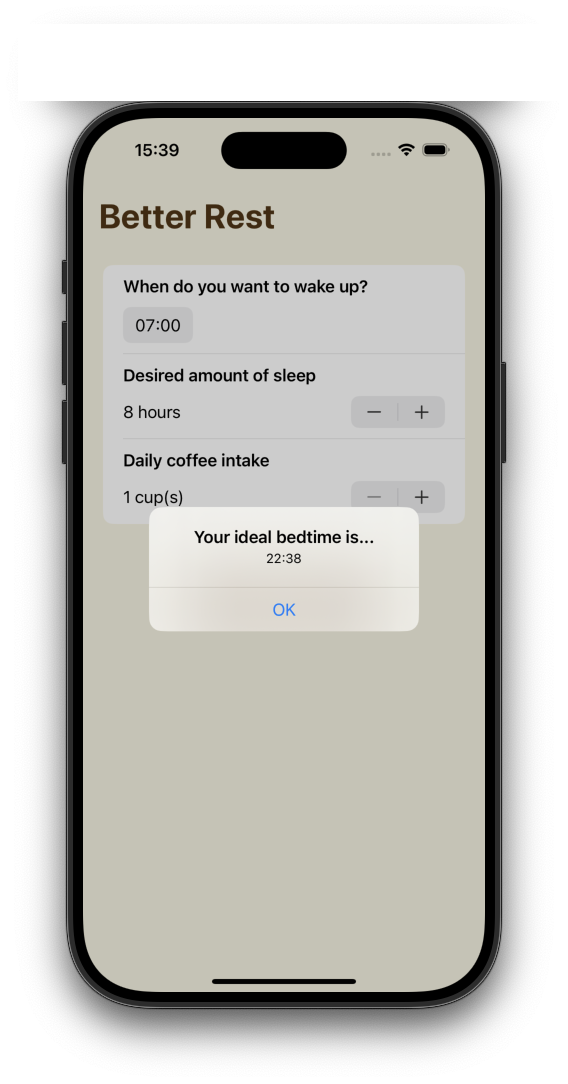 15:39
Better Rest
When do you want to wake up?
07:00
Desired amount of sleep
8 hours
Daily coffee intake
1 cup(s)
Your ideal bedtime is...
22:38
OK